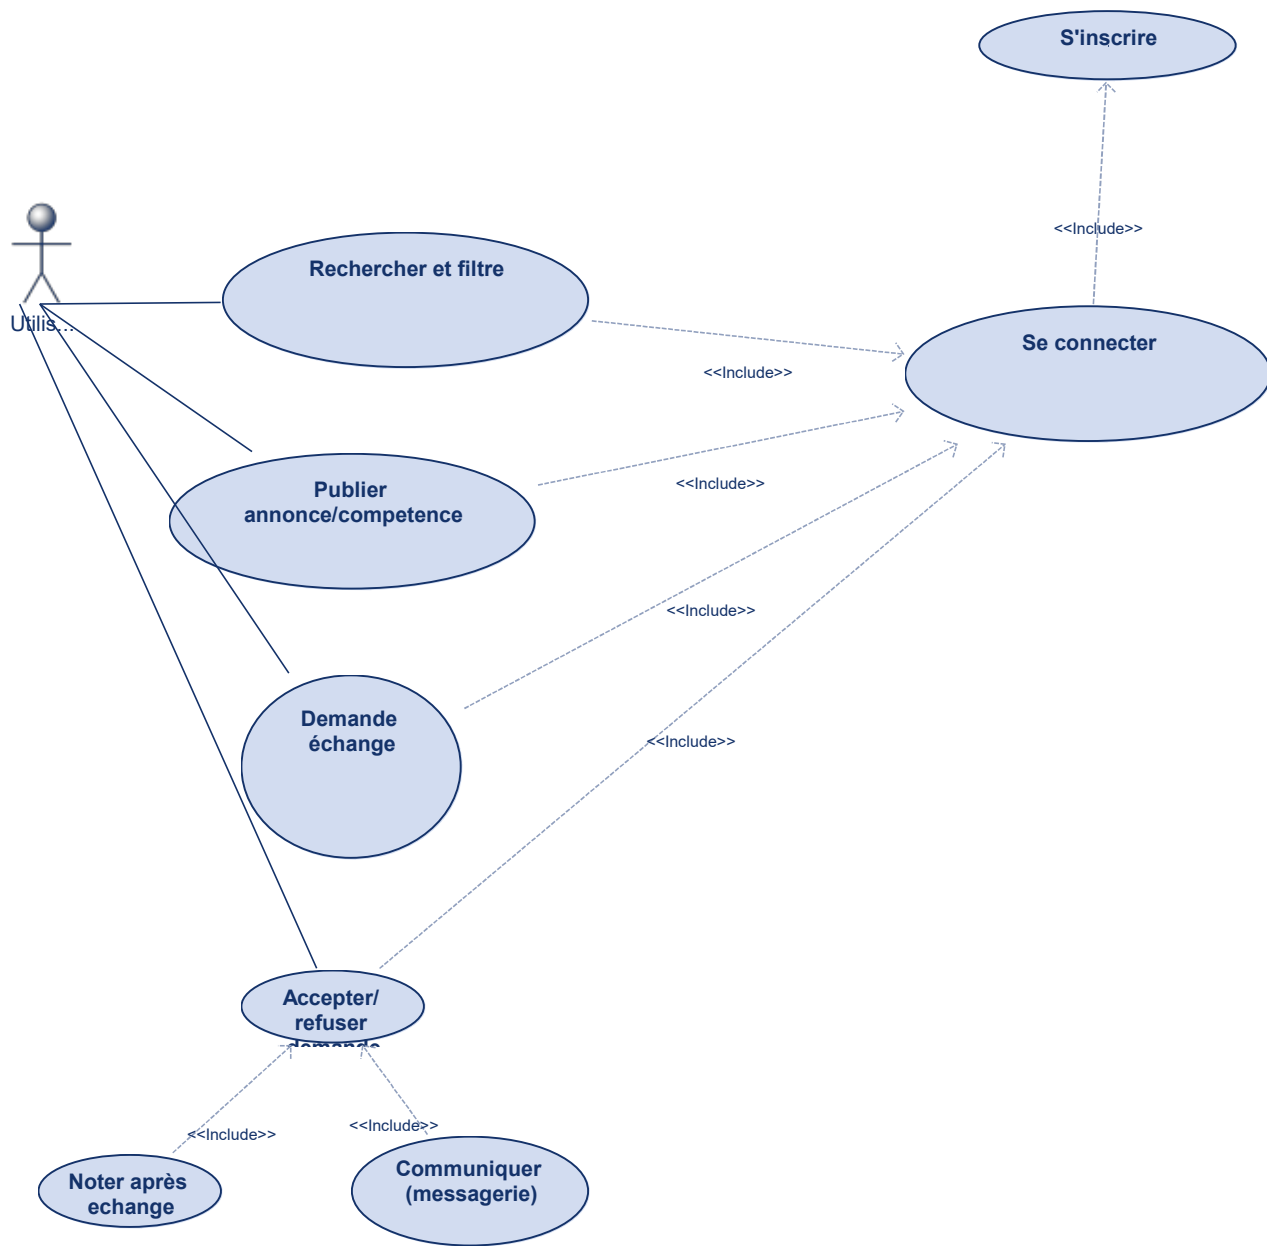 S'inscrire
<<Include>>
Utilis...
Rechercher et filtre
Se connecter
<<Include>>
Publier
annonce/competence
<<Include>>
<<Include>>
Demande
échange
<<Include>>
Accepter/
refuser
demande
<<Include>>
<<Include>>
Noter après
echange
Communiquer
(messagerie)